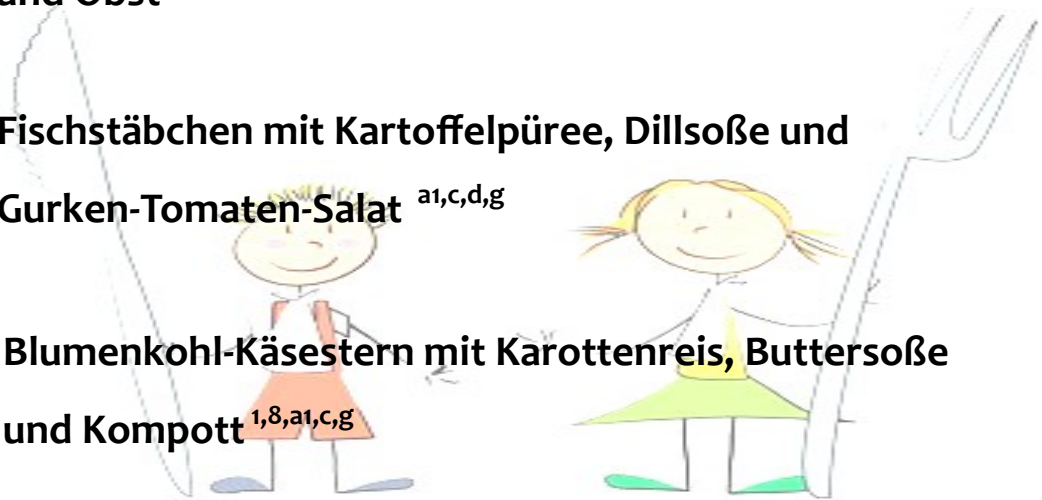 und Obst
Fischstäbchen mit Kartoffelpüree, Dillsoße und
Gurken-Tomaten-Salat a1,c,d,g
Blumenkohl-Käsestern mit Karottenreis, Buttersoße
und Kompott 1,8,a1,c,g